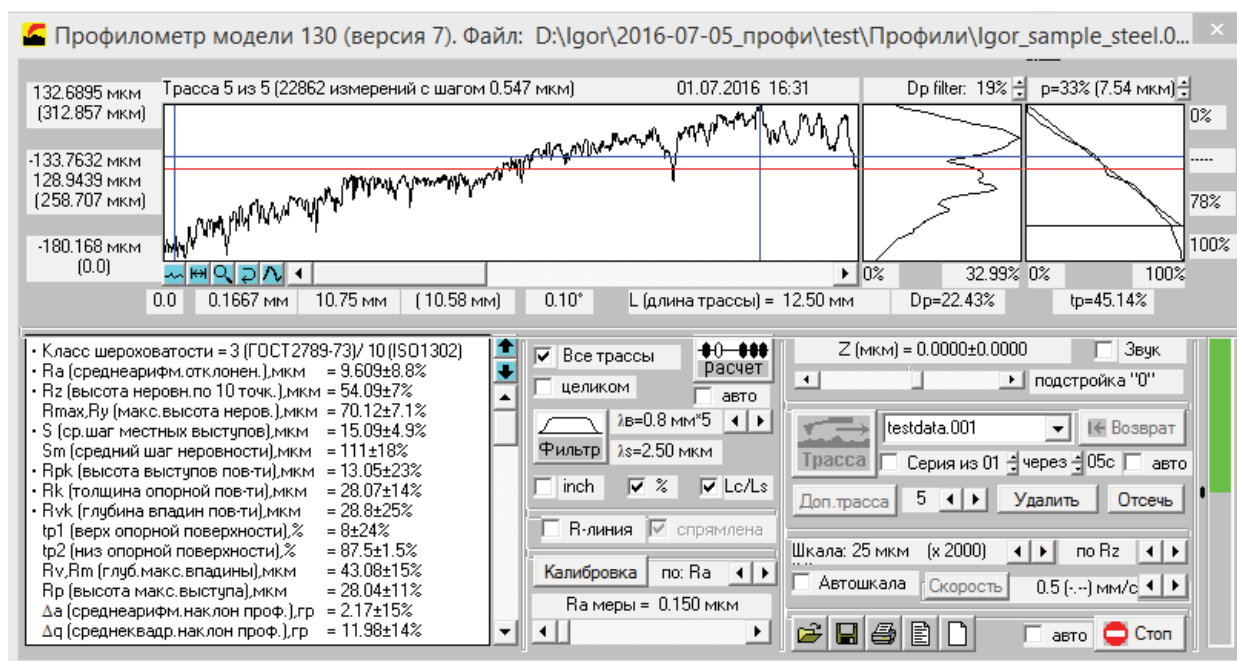 Профилометр модели 130 (версия 7). Файл: D:\Igor\2016-07-05_профи\test\Профили\Igor_sample_steel.0...
132.6895 мкм
(312.857 мкм)
Трасса 5 из 5 (22862 измерений с шагом 0.547 мкм) 01.07.2016 16:31 Dp filter: 19% p=33% (7.54 мкм)
0%
-133.7632 мкм
128.9439 мкм
(258.707 мкм)
-----
78%
-180.168 мкм
(0.0)
100%
0% 32.99% 0% 100%
0.0 0.1667 мм 10.75 мм (10.58 мм) 0.10° L (длина трассы) = 12.50 мм Dp=22.43% tp=45.14%
· Класс шероховатости = 3 (ГОСТ2789-73)/ 10 (ISO1302)
· Ra (среднеарифм.отклонен.),мкм = 9.609±8.8%
· Rz (высота неровн.по 10 точк.),мкм = 54.09±7%
Rmax,Ry (макс.высота неров.),мкм = 70.12±7.1%
· S (ср.шаг местных выступов),мкм = 15.09±4.9%
Sm (средний шаг неровности),мкм = 111±18%
· Rpk (высота выступов пов-ти),мкм = 13.05±23%
· Rk (толщина опорной пов-ти),мкм = 28.07±14%
· Rvk (глубина впадин пов-ти),мкм = 28.8±25%
tp1 (верх опорной поверхности),% = 8±24%
tp2 (низ опорной поверхности),% = 87.5±1.5%
Rv,Rm (глуб.макс.впадины),мкм = 43.08±15%
Rp (высота макс.выступа),мкм = 28.04±11%
Δa (среднеарифм.наклон проф.),гр = 2.17±15%
Δq (среднеквадр.наклон проф.),гр = 11.98±14%
Все трассы
расчет
целиком
авто
λв=0.8 мм*5
Фильтр λs=2.50 мкм
inch % Lc/Ls
R-линия спрямлена
Калибровка по: Ra
Ra меры = 0.150 мкм
Z (мкм) = 0.0000±0.0000 Звук
подстройка "0"
Трасса testdata.001 Возврат
Серия из 01 через 05с авто
Доп.трасса 5 Удалить Отсечь
Шкала: 25 мкм (x 2000) по Rz
Автошкала Скорость 0.5 (-.--) мм/с
авто Стоп